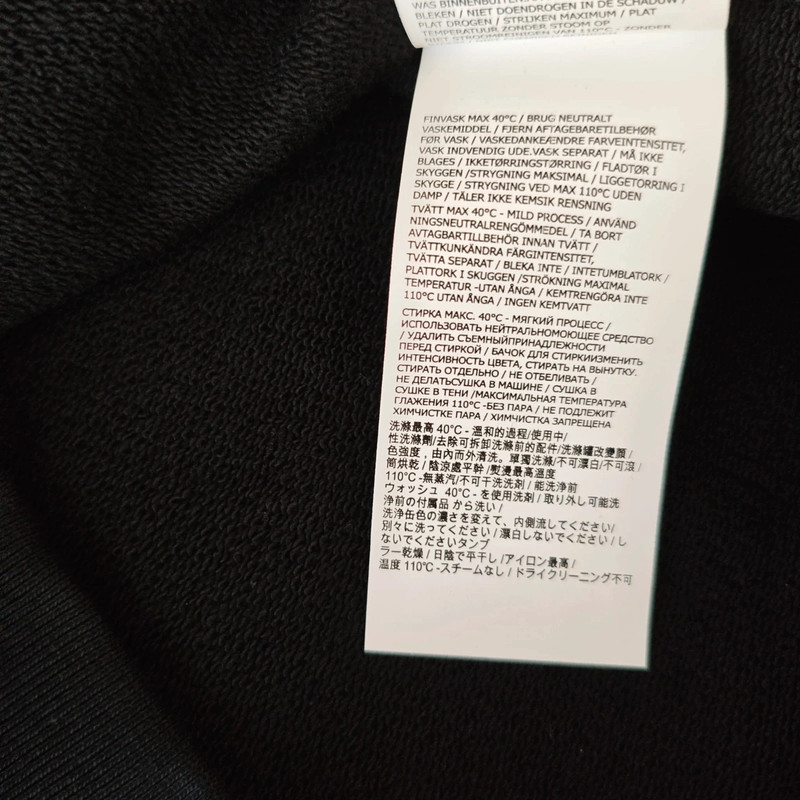 WAS BINNENBUITEN
BLEKEN / NIET DOENDROGEN IN DE SCHADUW /
PLAT DROGEN / STRIJKEN MAXIMUM / PLAT
TEMPERATUUR ZONDER STOOM OP
NIET STROOMREINIGEN VAN 110°C - ZONDER
FINVASK MAX 40°C / BRUG NEUTRALT
VASKEMIDDEL / FJERN AFTAGEBARETILBEHØR
FØR VASK / VASKEDANKEÆNDRE FARVEINTENSITET,
VASK INDVENDIG UDE.VASK SEPARAT / MÅ IKKE
BLAGES / IKKETØRRINGSTØRRING / FLADTØR I
SKYGGEN /STRYGNING MAKSIMAL / LIGGETORRING I
SKYGGE / STRYGNING VED MAX 110°C UDEN
DAMP / TÅLER IKKE KEMSIK RENSNING
TVÄTT MAX 40°C - MILD PROCESS / ANVÄND
NINGSNEUTRALRENGÖMMEDEL / TA BORT
AVTAGBARTILLBEHÖR INNAN TVÄTT /
TVÄTTKUNKÄNDRA FÄRGINTENSITET,
TVÄTTA SEPARAT / BLEKA INTE / INTETUMBLATORK /
PLATTORK I SKUGGEN /STRÖKNING MAXIMAL
TEMPERATUR -UTAN ÅNGA / KEMTRENGÖRA INTE
110°C UTAN ÅNGA / INGEN KEMTVATT
СТИРКА МАКС. 40°C - МЯГКИЙ ПРОЦЕСС /
ИСПОЛЬЗОВАТЬ НЕЙТРАЛЬНОМОЮЩЕЕ СРЕДСТВО
/ УДАЛИТЬ СЪЕМНЫЙПРИНАДЛЕЖНОСТИ
ПЕРЕД СТИРКОЙ / БАЧОК ДЛЯ СТИРКИИЗМЕНИТЬ
ИНТЕНСИВНОСТЬ ЦВЕТА, СТИРАТЬ НА ВЫНУТКУ.
СТИРАТЬ ОТДЕЛЬНО / НЕ ОТБЕЛИВАТЬ /
НЕ ДЕЛАТЬСУШКА В МАШИНЕ / СУШКА В
СУШКЕ В ТЕНИ /МАКСИМАЛЬНАЯ ТЕМПЕРАТУРА
ГЛАЖЕНИЯ 110°C -БЕЗ ПАРА / НЕ ПОДЛЕЖИТ
ХИМЧИСТКЕ ПАРА / ХИМЧИСТКА ЗАПРЕЩЕНА
洗滌最高 40°C - 溫和的過程/使用中/
性洗滌劑/去除可拆卸洗滌前的配件/洗滌罐改變顏 /
色強度，由內而外清洗。單獨洗滌/不可漂白/不可滾 /
筒烘乾 / 陰涼處平幹 /熨燙最高溫度
110°C -無蒸汽/不可干洗洗劑 / 能洗浄前
ウォッシュ 40°C - を使用洗剤 / 取り外し可能洗
浄前の付属品 から洗い /
洗浄缶色の濃さを変えて、内側流してください/
別々に洗ってください / 漂白しないでください / し
ないでくださいタンブ
ラー乾燥 / 日陰で平干し /アイロン最高 /
温度 110°C -スチームなし / ドライクリーニング不可